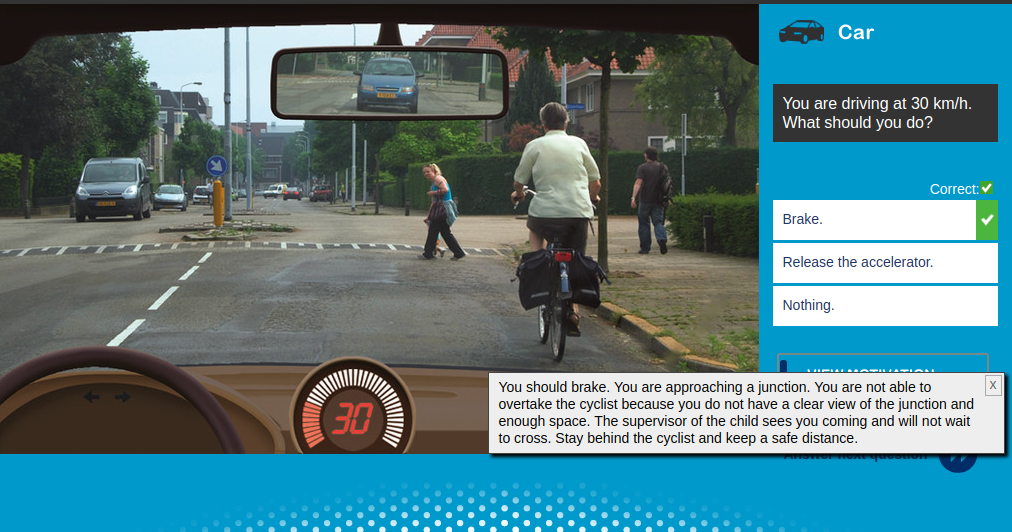 Car
You are driving at 30 km/h.
What should you do?
Correct:
Brake.
Release the accelerator.
Nothing.
VIEW MOTIVATION
You should brake. You are approaching a junction. You are not able to
overtake the cyclist because you do not have a clear view of the junction and
enough space. The supervisor of the child sees you coming and will not wait
to cross. Stay behind the cyclist and keep a safe distance.
X
Answer next question
30